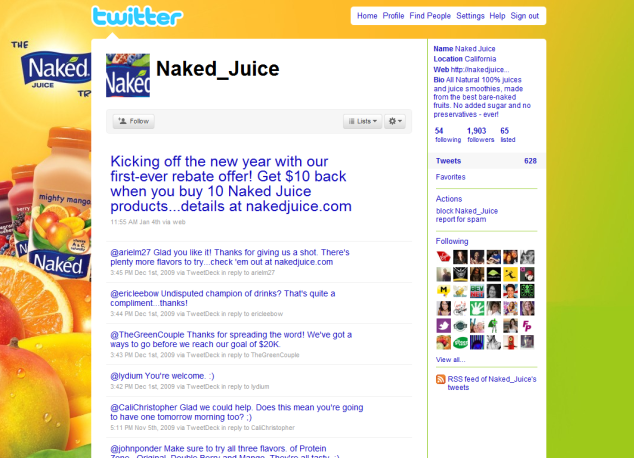 twitter
Home Profile Find People Settings Help Sign out
THE
Naked
JUICE
TR
mighty mango
Naked
Naked
Naked_Juice
Follow
Lists
Kicking off the new year with our
first-ever rebate offer! Get $10 back
when you buy 10 Naked Juice
products...details at nakedjuice.com
11:55 AM Jan 4th via web
@arielm27 Glad you like it! Thanks for giving us a shot. There's
plenty more flavors to try...check 'em out at nakedjuice.com
3:45 PM Dec 1st, 2009 via TweetDeck in reply to arielm27
@ericleebow Undisputed champion of drinks? That's quite a
compliment...thanks!
3:44 PM Dec 1st, 2009 via TweetDeck in reply to ericleebow
@TheGreenCouple Thanks for spreading the word! We've got a
ways to go before we reach our goal of $20K.
3:43 PM Dec 1st, 2009 via TweetDeck in reply to TheGreenCouple
@lydium You're welcome. :)
3:42 PM Dec 1st, 2009 via TweetDeck in reply to lydium
@CaliChristopher Glad we could help. Does this mean you're going
to have one tomorrow morning too? ;)
5:11 PM Nov 5th, 2009 via TweetDeck in reply to CaliChristopher
@johnponder Make sure to try all three flavors. of Protein
Zone...Original, Double Berry and Mango. They're all tasty. :)
Name Naked Juice
Location California
Web http://nakedjuice...
Bio All Natural 100% juices
and juice smoothies, made
from the best bare-naked
fruits. No added sugar and no
preservatives - ever!
54 1,903 65
following followers listed
Tweets 628
Favorites
Actions
block Naked_Juice
report for spam
Following
View all...
RSS feed of Naked_Juice's
tweets